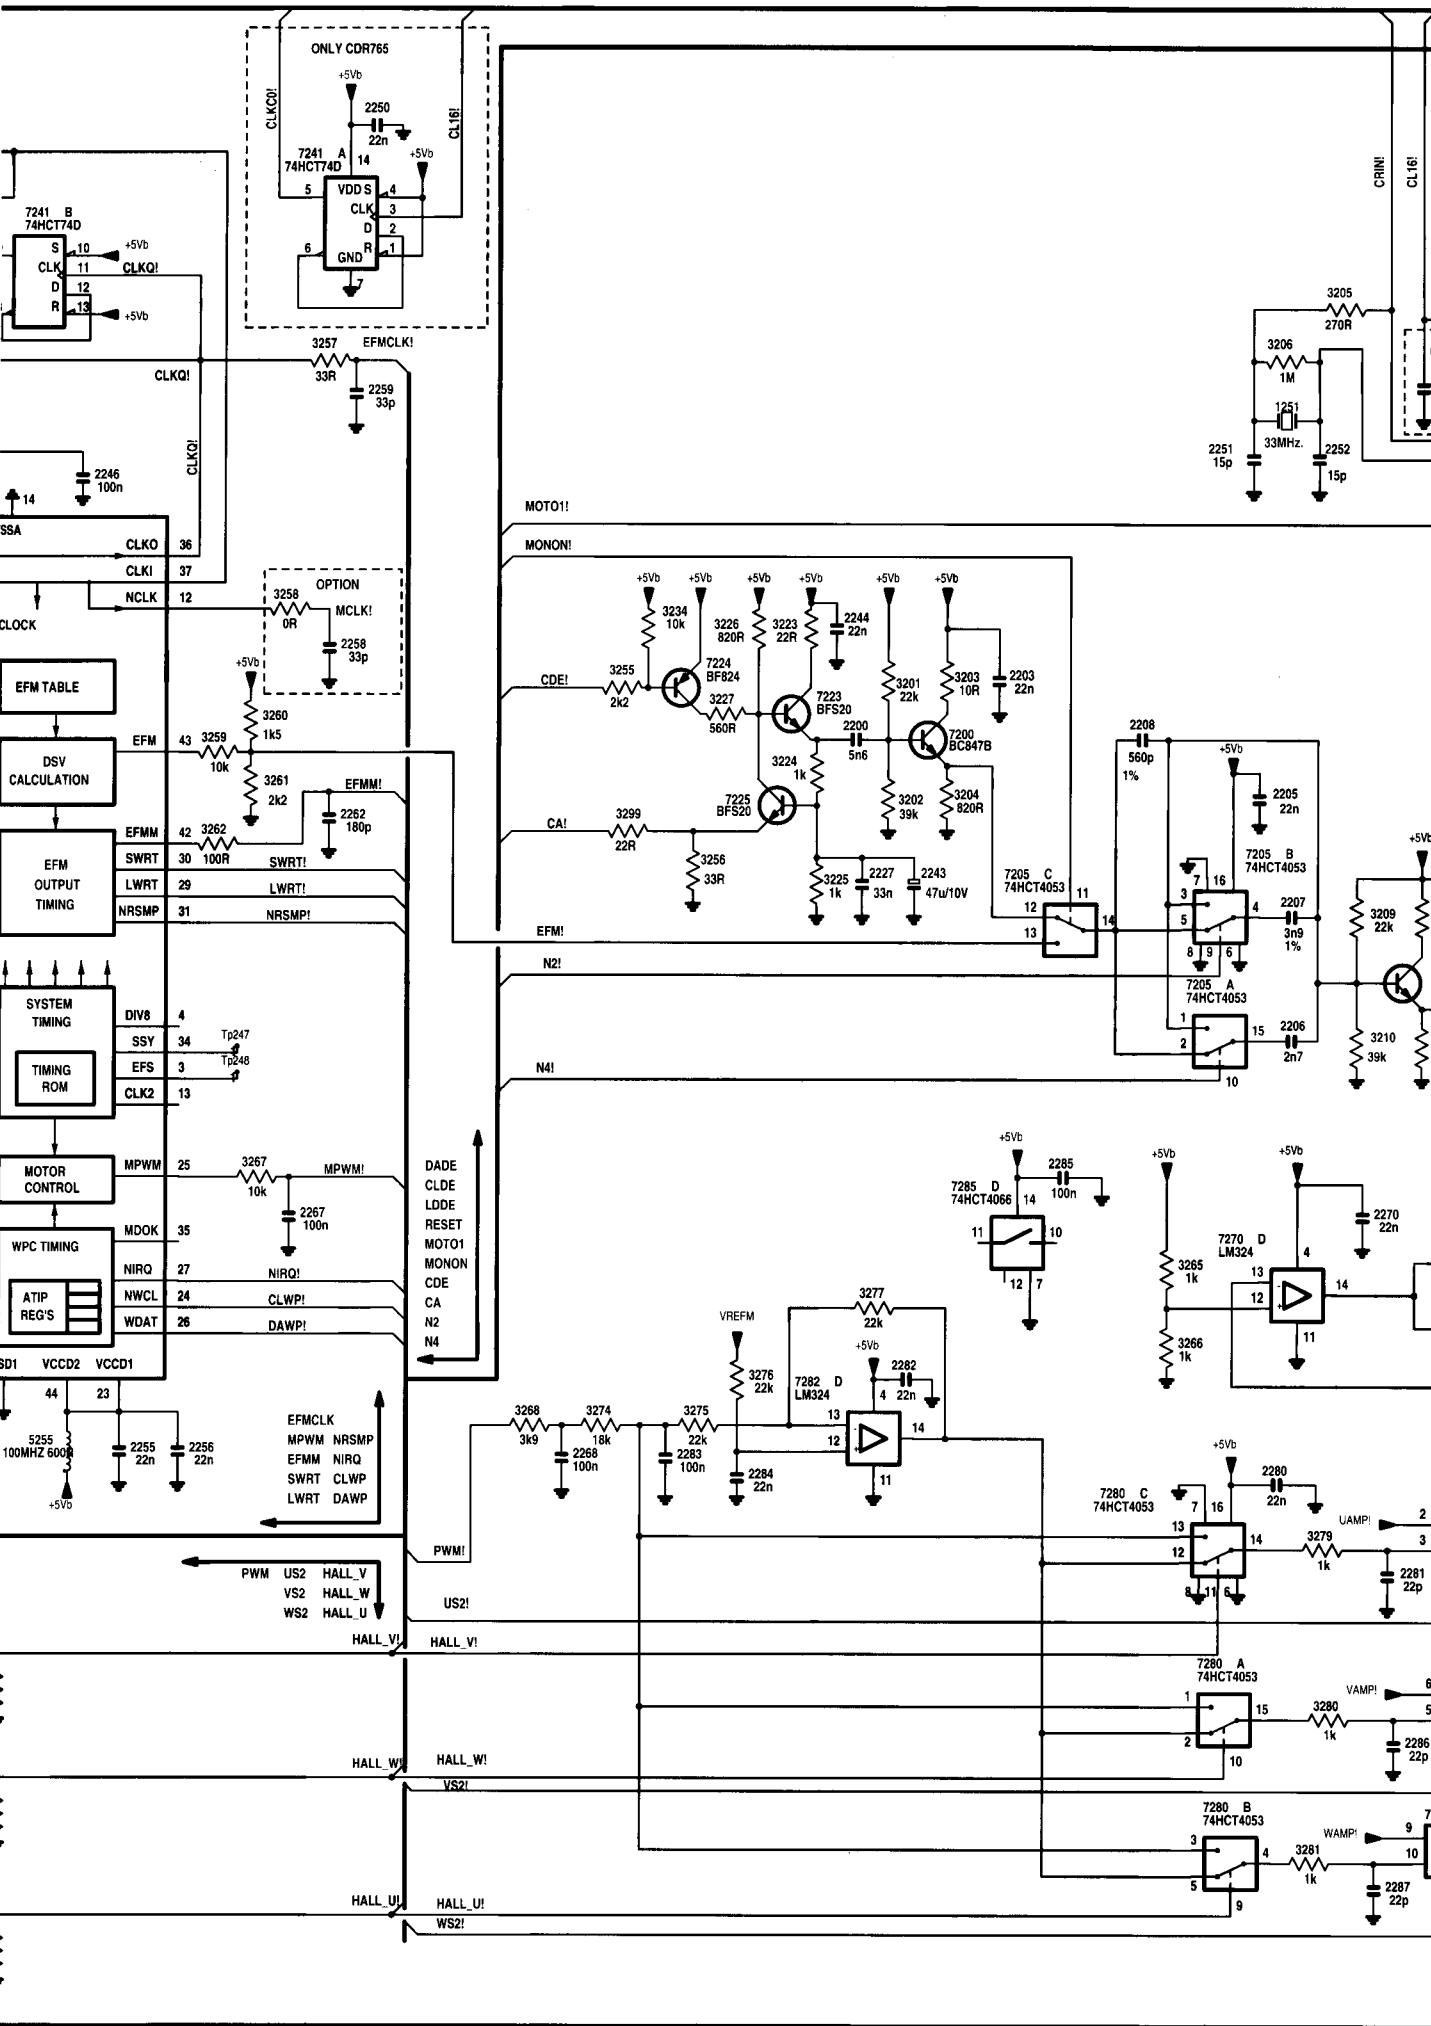 ONLY CDR765
+5Vb
2250
22n
CLKC0!
CL16!
7241 A
74HCT74D
14
+5Vb
5
VDD S
4
CLK
3
D
2
6
R
1
GND
7
7241 B
74HCT74D
S
10
+5Vb
CLK
11
CLKQ!
D
12
R
13
+5Vb
CRIN!
CL16!
3205
270R
3206
1M
1251
33MHz.
2251
15p
2252
15p
3257
33R
EFMCLK!
2259
33p
CLKQ!
CLKQ!
2246
100n
14
CLKO
36
CLKI
37
NCLK
12
CLOCK
OPTION
3258
0R
MCLK!
2258
33p
EFM TABLE
DSV
CALCULATION
EFM
43
3259
10k
+5Vb
3260
1k5
3261
2k2
EFMM!
2262
180p
EFM
OUTPUT
TIMING
EFMM
42
3262
100R
SWRT
30
SWRT!
LWRT
29
LWRT!
NRSMP
31
NRSMP!
SYSTEM
TIMING
TIMING
ROM
DIV8
4
SSY
34
Tp247
EFS
3
Tp248
CLK2
13
MOTOR
CONTROL
MPWM
25
3267
10k
MPWM!
2267
100n
WPC TIMING
ATIP
REG'S
MDOK
35
NIRQ
27
NIRQ!
NWCL
24
CLWP!
WDAT
26
DAWP!
VCCD2
VCCD1
44
23
5255
2255
22n
2256
22n
+5Vb
EFMCLK
MPWM NRSMP
EFMM NIRQ
SWRT CLWP
LWRT DAWP
DADE
CLDE
LDDE
RESET
MOTO1
MONON
CDE
CA
N2
N4
PWM US2 HALL_V
VS2 HALL_W
WS2 HALL_U
MOTO1!
MONON!
+5Vb
+5Vb
+5Vb
+5Vb
+5Vb
+5Vb
3234
10k
3226
820R
3223
22R
2244
22n
CDE!
3255
2k2
7224
BF824
3227
560R
7223
BFS20
3201
22k
3203
10R
2203
22n
2200
5n6
7200
BC847B
3224
1k
7225
BFS20
3202
39k
3204
820R
CA!
3299
22R
3256
33R
3225
1k
2227
33n
2243
47u/10V
7205 C
74HCT4053
11
12
13
14
EFM!
N2!
N4!
2208
560p
1%
+5Vb
2205
22n
7205 B
74HCT4053
7
16
3
5
4
8
9
6
2207
3n9
1%
7205 A
74HCT4053
1
2
15
10
2206
2n7
+5Vb
3209
22k
3210
39k
+5Vb
2285
100n
7285 D
74HCT4066
14
11
10
12
7
+5Vb
+5Vb
2270
22n
7270 D
LM324
4
3265
1k
13
12
14
11
3266
1k
VREFM
3277
22k
3276
22k
7282 D
LM324
+5Vb
2282
22n
4
3268
3k9
3274
18k
3275
22k
13
12
14
11
2268
100n
2283
100n
2284
22n
PWM!
+5Vb
2280
22n
7280 C
74HCT4053
7
16
13
12
14
8
11
6
3279
1k
UAMP!
2
3
2281
22p
US2!
HALL_V!
HALL_V!
7280 A
74HCT4053
1
2
15
10
3280
1k
VAMP!
6
5
2286
22p
HALL_W!
HALL_W!
VS2!
7280 B
74HCT4053
3
5
4
9
3281
1k
WAMP!
9
10
7
2287
22p
HALL_U!
HALL_U!
WS2!